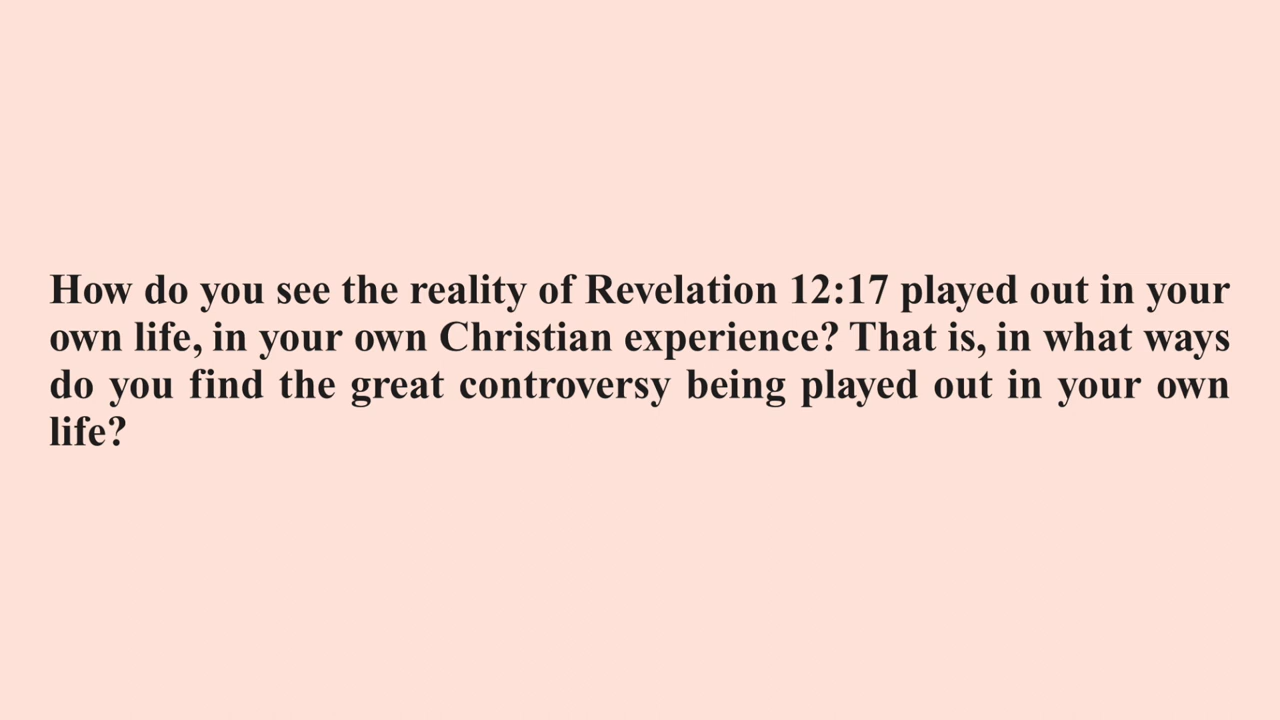 How do you see the reality of Revelation 12:17 played out in your
own life, in your own Christian experience? That is, in what ways
do you find the great controversy being played out in your own
life?